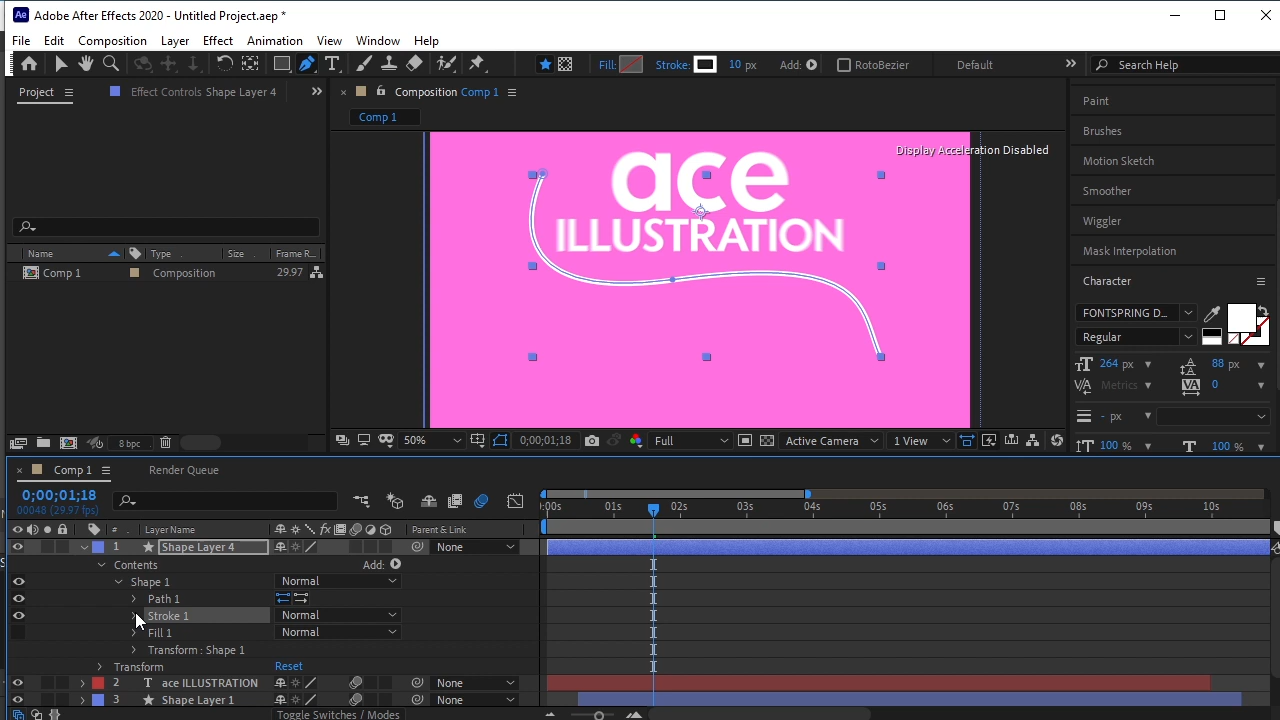 Adobe After Effects 2020 - Untitled Project.aep *
File Edit Composition Layer Effect Animation View Window Help
Fill: Stroke: 10 px Add: RotoBezier Default Search Help
Project Effect Controls Shape Layer 4
Composition Comp 1
Comp 1
Display Acceleration Disabled
ace
ILLUSTRATION
Name Type Size Frame R...
Comp 1 Composition 29.97
8 bpc
50% 0;00;01;18 Full Active Camera 1 View
Paint
Brushes
Motion Sketch
Smoother
Wiggler
Mask Interpolation
Character
FONTSPRING D...
Regular
264 px 88 px
Metrics 0
- px
100 % 100 %
Comp 1 Render Queue
0;00;01;18
00048 (29.97 fps)
:00s 01s 02s 03s 04s 05s 06s 07s 08s 09s 10s
# Layer Name Parent & Link
1 Shape Layer 4 None
Contents Add:
Shape 1 Normal
Path 1
Stroke 1 Normal
Fill 1 Normal
Transform : Shape 1
Transform Reset
2 ace ILLUSTRATION None
3 Shape Layer 1 None
Toggle Switches / Modes